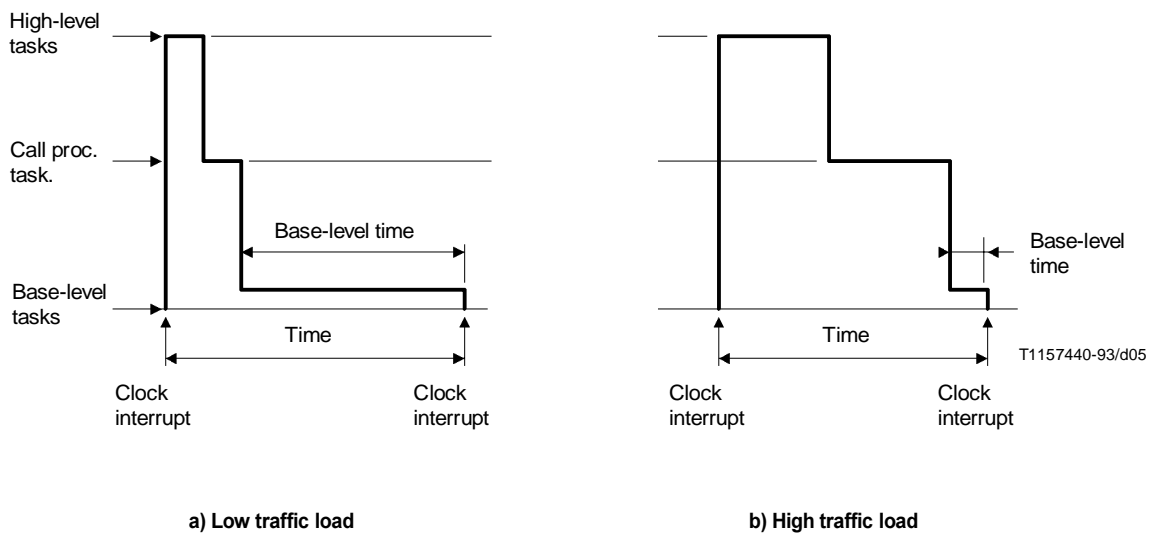 High-level
tasks
Call proc.
task.
Base-level time
Base-level
tasks
Time
Clock
interrupt
Clock
interrupt
a) Low traffic load
Base-level
time
Time
T1157440-93/d05
Clock
interrupt
Clock
interrupt
b) High traffic load